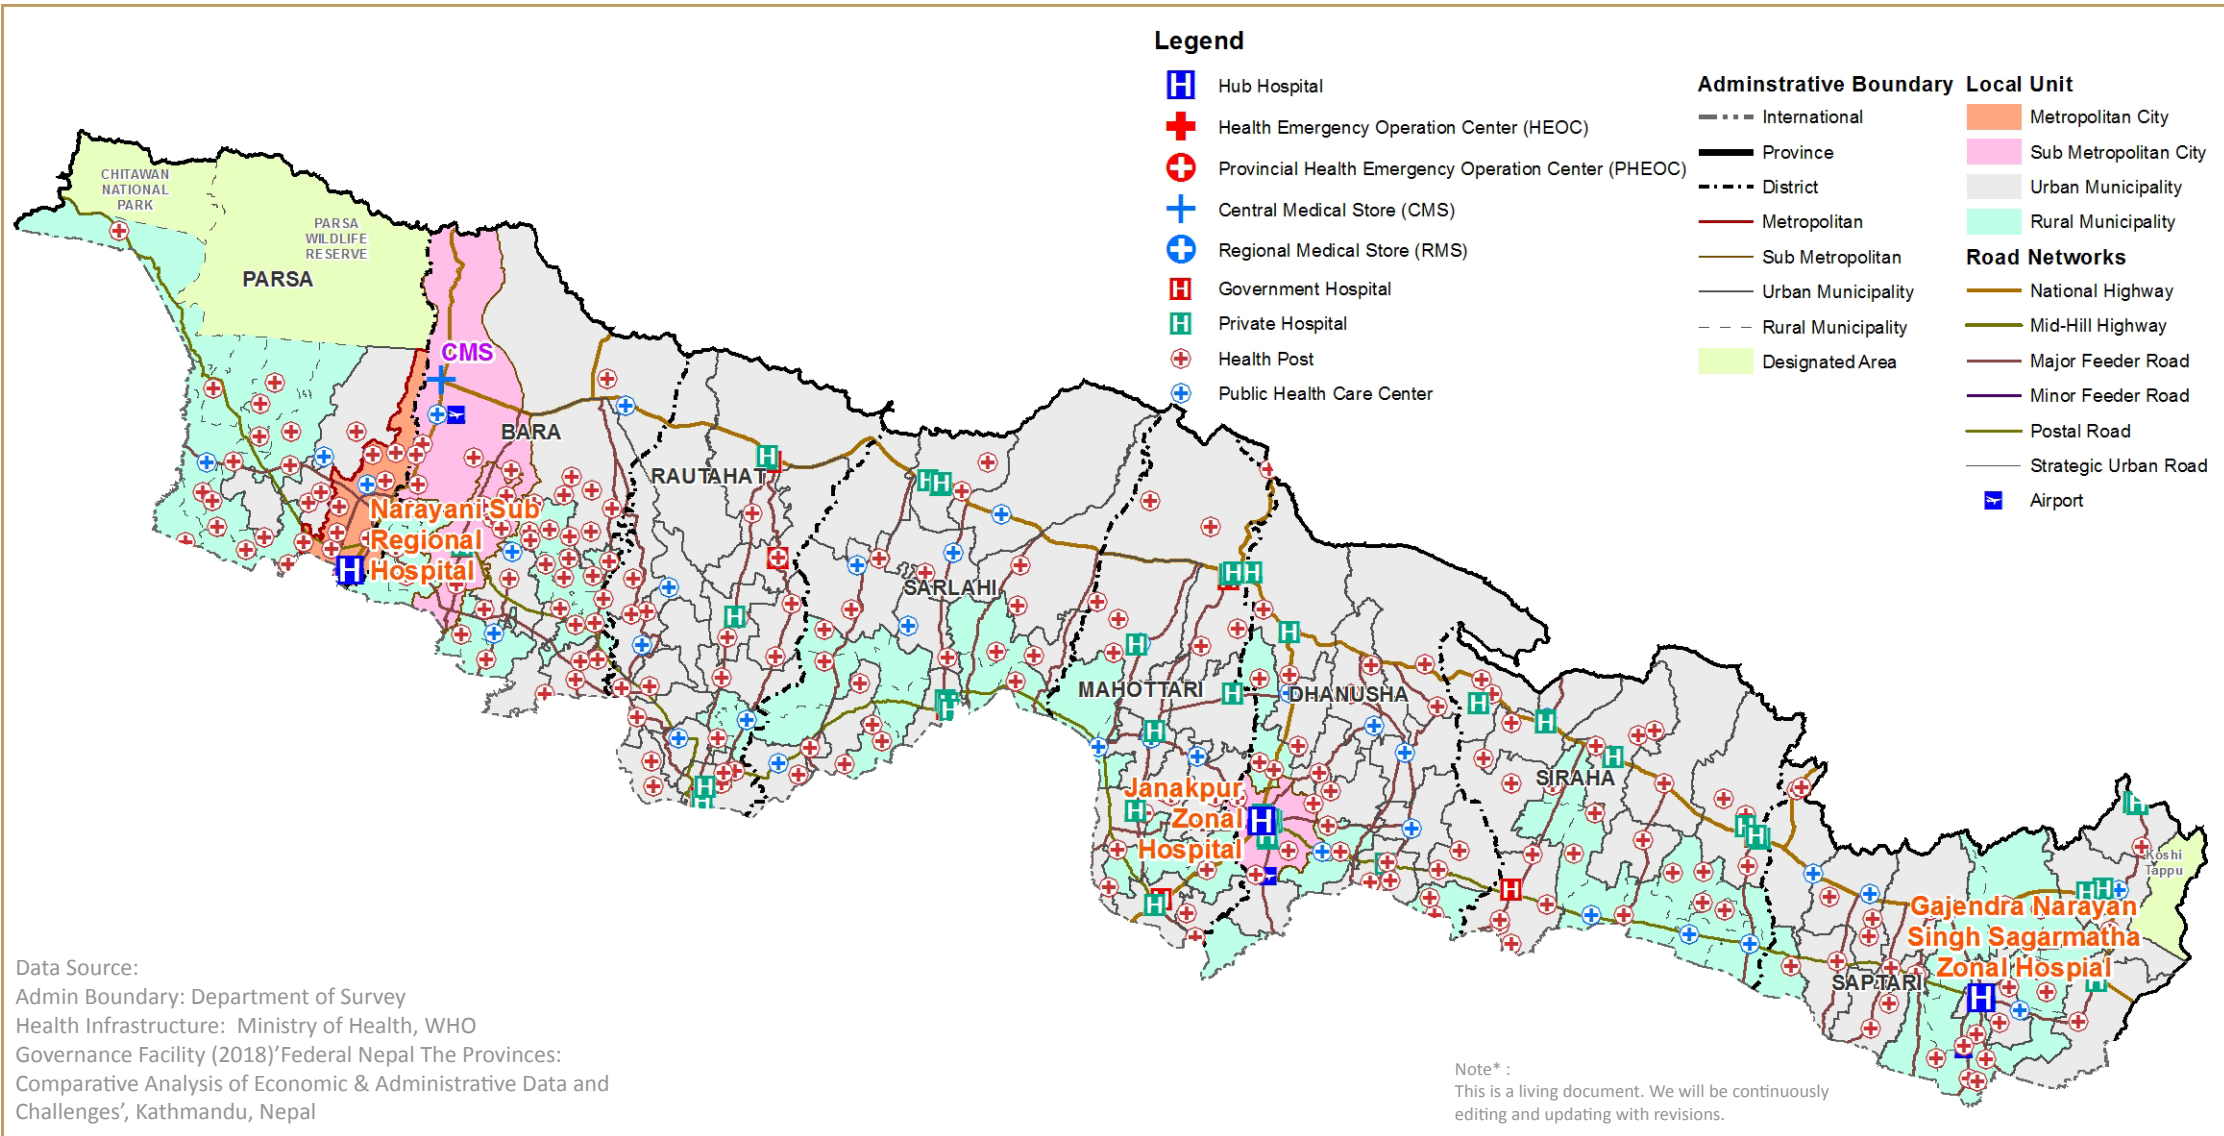 Legend
Hub Hospital
Health Emergency Operation Center (HEOC)
Provincial Health Emergency Operation Center (PHEOC)
Central Medical Store (CMS)
Regional Medical Store (RMS)
Government Hospital
Private Hospital
Health Post
Public Health Care Center
Adminstrative Boundary
International
Province
District
Metropolitan
Sub Metropolitan
Urban Municipality
Rural Municipality
Designated Area
Local Unit
Metropolitan City
Sub Metropolitan City
Urban Municipality
Rural Municipality
Road Networks
National Highway
Mid-Hill Highway
Major Feeder Road
Minor Feeder Road
Postal Road
Strategic Urban Road
Airport
CHITAWAN
NATIONAL
PARK
PARSA
WILDLIFE
RESERVE
PARSA
CMS
BARA
RAUTAHAT
Narayani Sub
Regional
Hospital
SARLAHI
MAHOTTARI
DHANUSHA
Janakpur
Zonal
Hospital
SIRAHA
Koshi
Tappu
Gajendra Narayan
Singh Sagarmatha
Zonal Hospial
SAPTARI
Data Source:
Admin Boundary: Department of Survey
Health Infrastructure:  Ministry of Health, WHO
Governance Facility (2018)’Federal Nepal The Provinces:
Comparative Analysis of Economic & Administrative Data and
Challenges’, Kathmandu, Nepal
Note* :
This is a living document. We will be continuously
editing and updating with revisions.